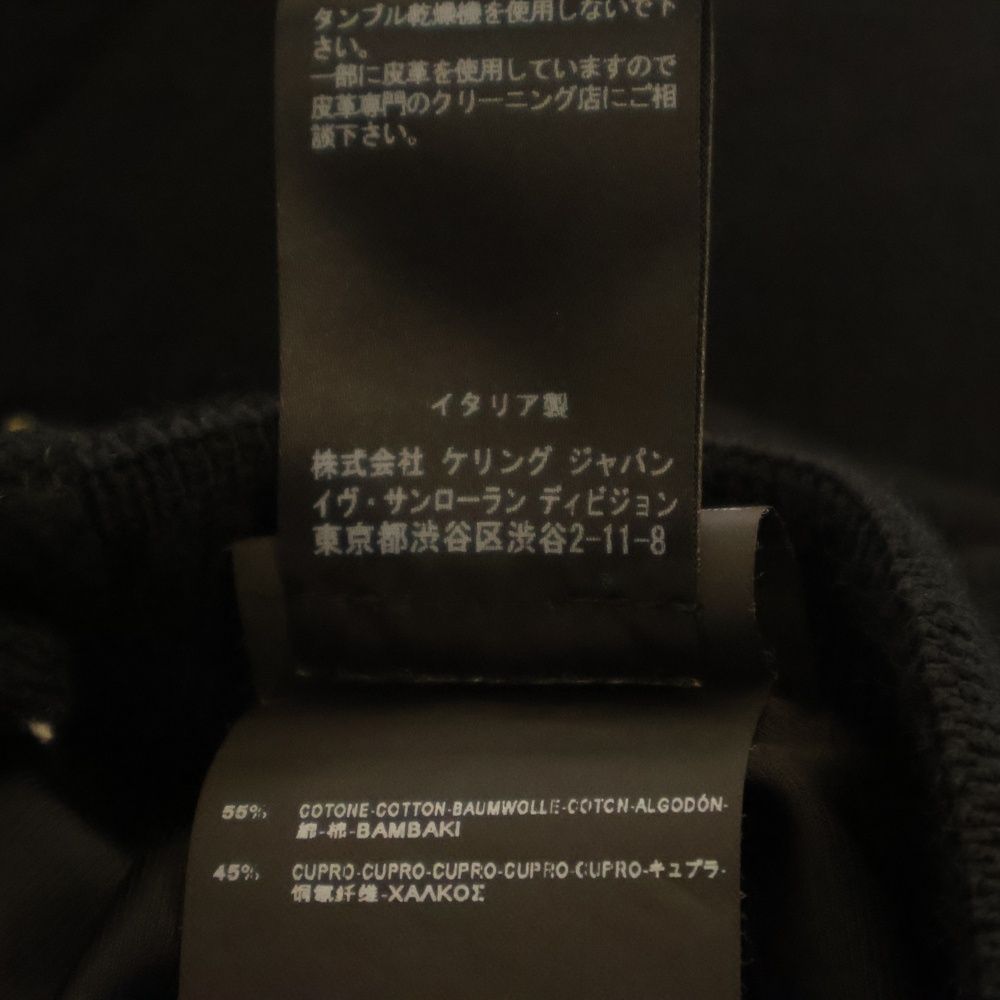 タンブル乾燥機を使用しないで下
さい。
一部に皮革を使用していますので
皮革専門のクリーニング店にご相
談下さい。
イタリア製
株式会社 ケリング ジャパン
イヴ・サンローラン ディビジョン
東京都渋谷区渋谷2-11-8
55% COTONE-COTTON-BAUMWOLLE-COTON-ALGODÓN-
綿-棉-BAMBAKI
45% CUPRO-CUPRO-CUPRO-CUPRO-CUPRO-キュプラ-
铜氨纤维-ΧΑΛΚΟΣ